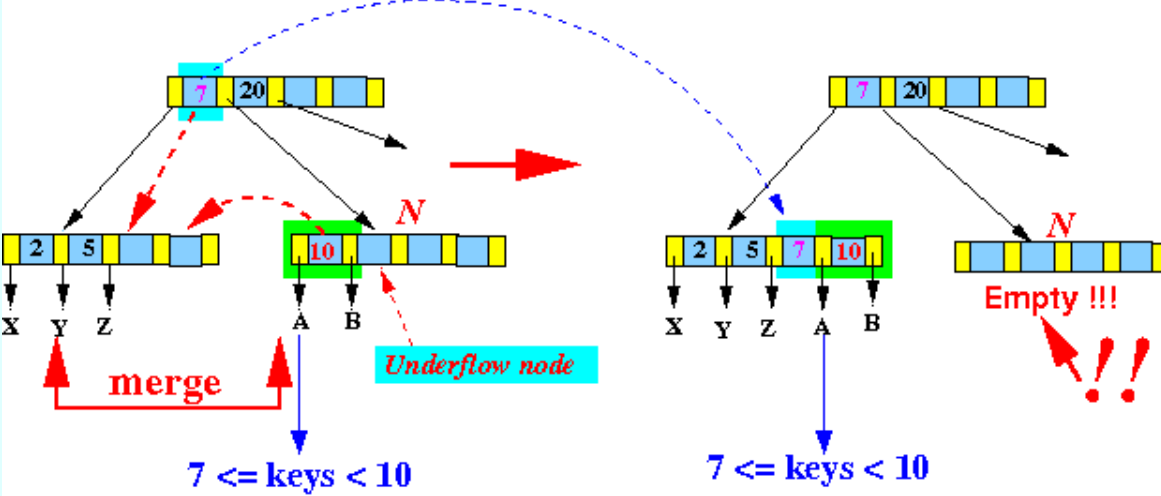 7 20
7 20
N
2 5
10
N
2 5 7 10
Empty !!!
X Y Z
A B
X Y Z A B
Underflow node
merge
!!
7 <= keys < 10
7 <= keys < 10